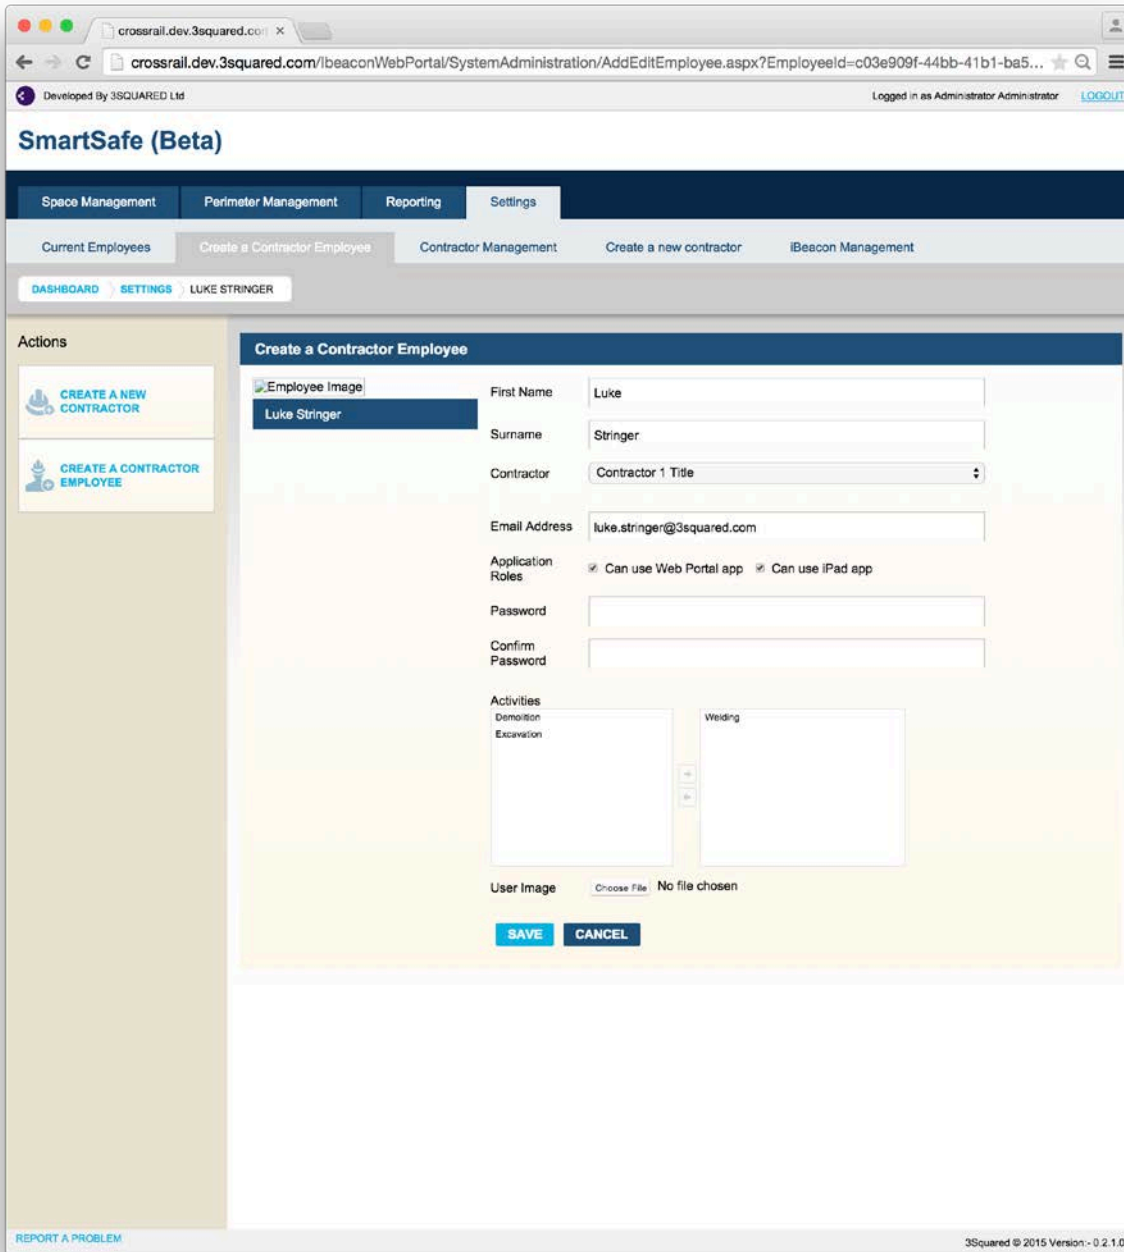 crossrail.dev.3squared.com
crossrail.dev.3squared.com/IbeaconWebPortal/SystemAdministration/AddEditEmployee.aspx?EmployeeId=c03e909f-44bb-41b1-ba5...
Developed By 3SQUARED Ltd Logged in as Administrator Administrator LOGOUT
SmartSafe (Beta)
Space Management Perimeter Management Reporting Settings
Current Employees Create a Contractor Employee Contractor Management Create a new contractor iBeacon Management
DASHBOARD SETTINGS LUKE STRINGER
Actions
CREATE A NEW
CONTRACTOR
CREATE A CONTRACTOR
EMPLOYEE
Create a Contractor Employee
Employee Image
Luke Stringer
First Name Luke
Surname Stringer
Contractor Contractor 1 Title
Email Address luke.stringer@3squared.com
Application
Roles Can use Web Portal app Can use iPad app
Password
Confirm
Password
Activities
Demolition Welding
Excavation
User Image Choose File No file chosen
SAVE CANCEL
REPORT A PROBLEM 3Squared © 2015 Version:- 0.2.1.0